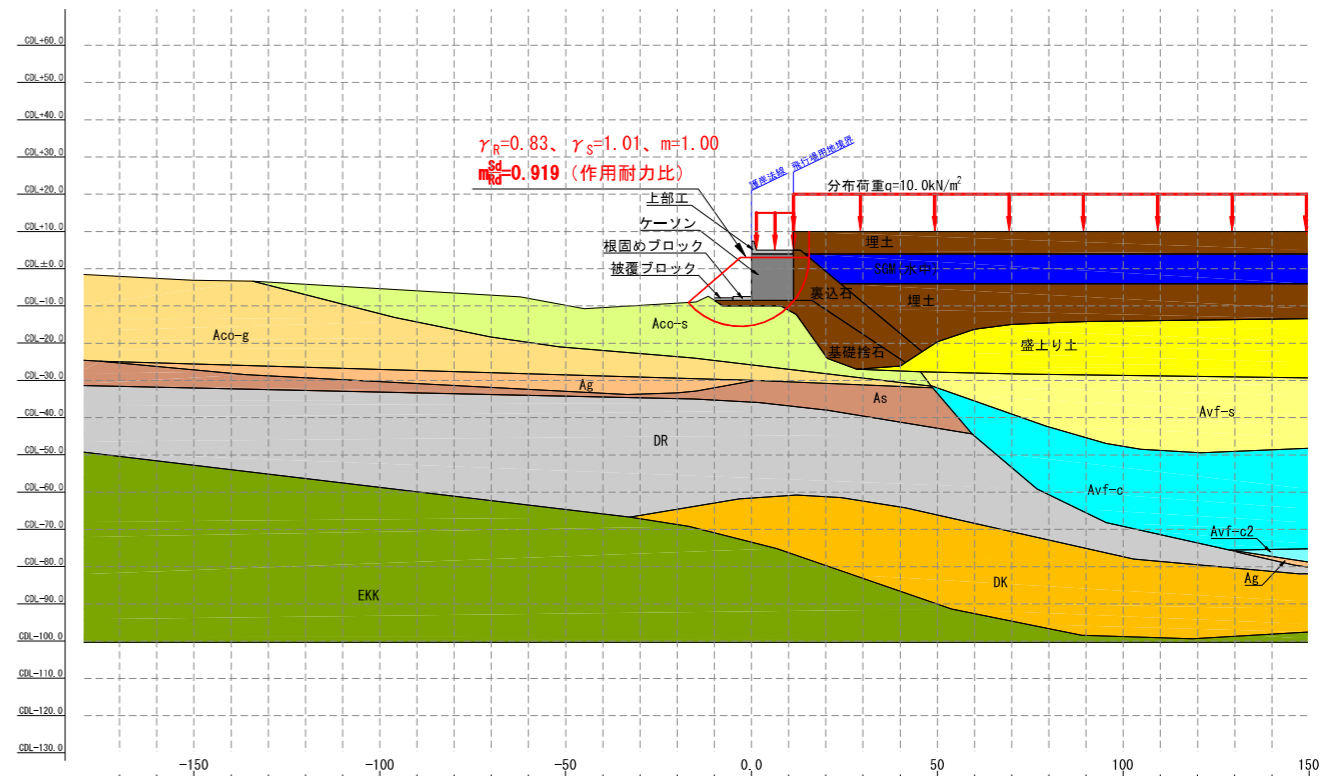 CDL+60.0
CDL+50.0
CDL+40.0
CDL+30.0
CDL+20.0
CDL+10.0
CDL±0.0
CDL-10.0
CDL-20.0
CDL-30.0
CDL-40.0
CDL-50.0
CDL-60.0
CDL-70.0
CDL-80.0
CDL-90.0
CDL-100.0
CDL-110.0
CDL-120.0
CDL-130.0
γR=0.83、γS=1.01、m=1.00
m Sd/Rd=0.919（作用耐力比）
護岸法線
飛行場用地境界
分布荷重q=10.0kN/m²
上部工
ケーソン
根固めブロック
被覆ブロック
埋土
SGM 水中
裏込石
埋土
基礎捨石
盛上り土
Aco-g
Aco-s
Ag
As
Avf-s
DR
Avf-c
Avf-c2
Ag
DK
EKK
-150
-100
-50
0.0
50
100
150